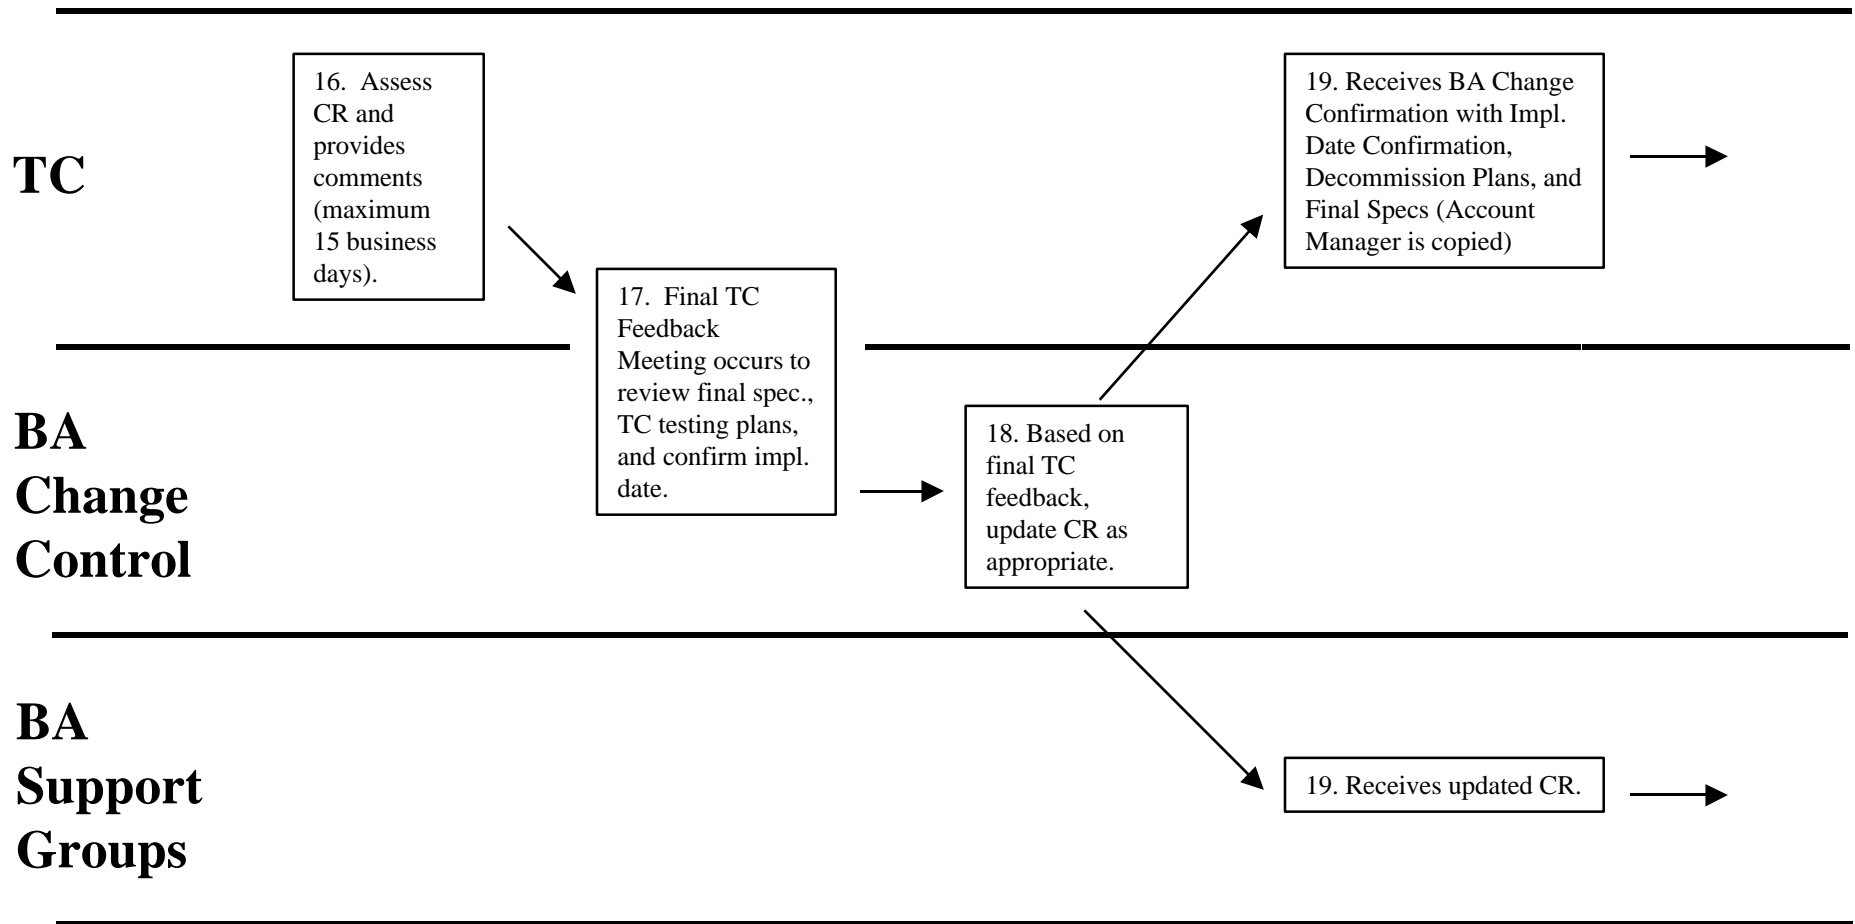 TC
16. Assess
CR and
provides
comments
(maximum
15 business
days).
17. Final TC
Feedback
Meeting occurs to
review final spec.,
TC testing plans,
and confirm impl.
date.
19. Receives BA Change
Confirmation with Impl.
Date Confirmation,
Decommission Plans, and
Final Specs (Account
Manager is copied)
BA
Change
Control
18. Based on
final TC
feedback,
update CR as
appropriate.
BA
Support
Groups
19. Receives updated CR.